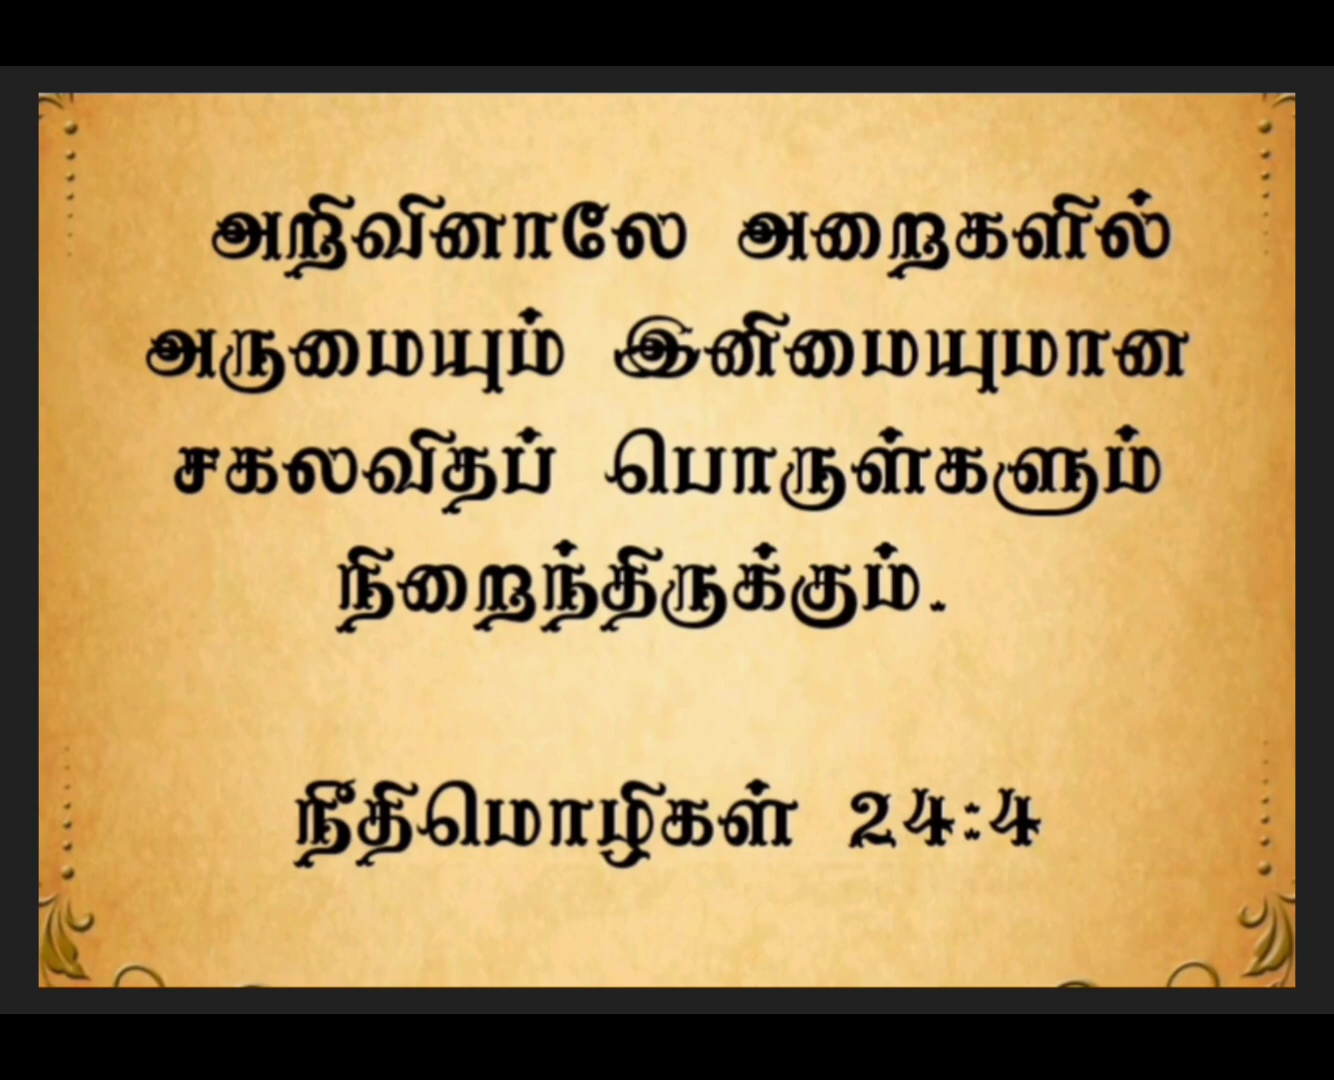 அறிவினாலே அறைகளில்
அருமையும் இனிமையுமான
சகலவிதப் பொருள்களும்
நிறைந்திருக்கும்.
நீதிமொழிகள் 24:4